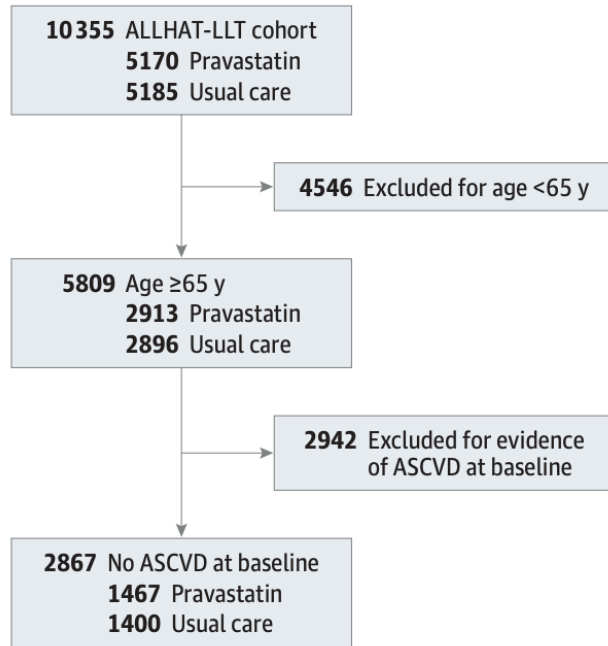 10 355 ALLHAT-LLT cohort
5170 Pravastatin
5185 Usual care
4546 Excluded for age <65 y
5809 Age ≥65 y
2913 Pravastatin
2896 Usual care
2942 Excluded for evidence
of ASCVD at baseline
2867 No ASCVD at baseline
1467 Pravastatin
1400 Usual care